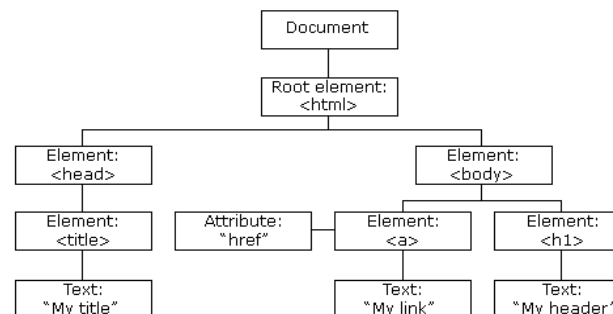 Document
Root element:
<html>
Element:
<head>
Element:
<body>
Element:
<title>
Attribute:
“href”
Element:
<a>
Element:
<h1>
Text:
“My title”
Text:
“My link”
Text:
“My header”